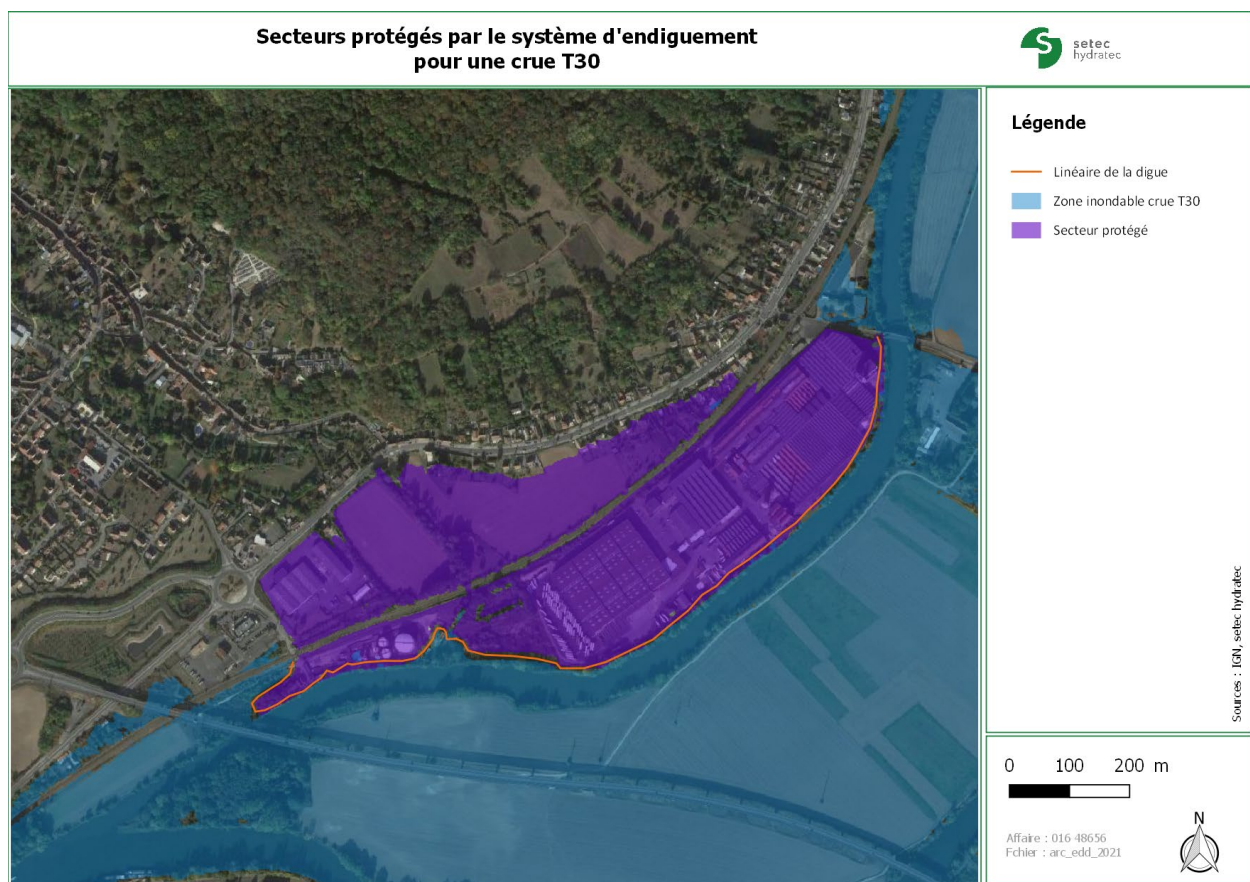 Secteurs protégés par le système d'endiguement
pour une crue T30
S
setec
hydratec
Légende
Linéaire de la digue
Zone inondable crue T30
Secteur protégé
Sources : IGN, setec hydratec
0 100 200 m
Affaire : 016 48656
Fchier : arc_edd_2021
N